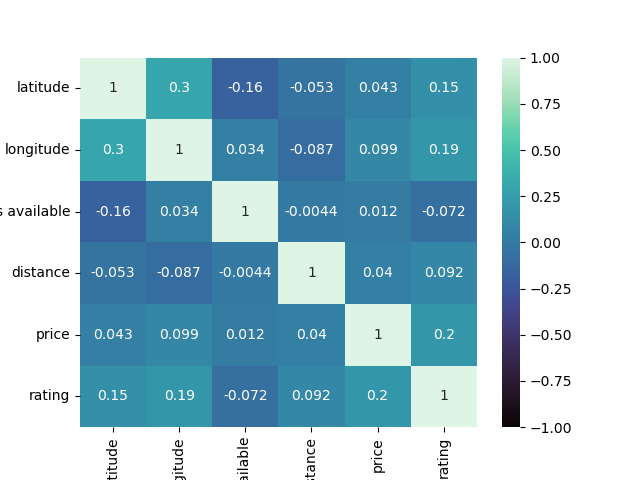 latitude 1 0.3 -0.16 -0.053 0.043 0.15
longitude 0.3 1 0.034 -0.087 0.099 0.19
s available -0.16 0.034 1 -0.0044 0.012 -0.072
distance -0.053 -0.087 -0.0044 1 0.04 0.092
price 0.043 0.099 0.012 0.04 1 0.2
rating 0.15 0.19 -0.072 0.092 0.2 1
titude gitude ailable stance price rating
1.00
0.75
0.50
0.25
0.00
−0.25
−0.50
−0.75
−1.00